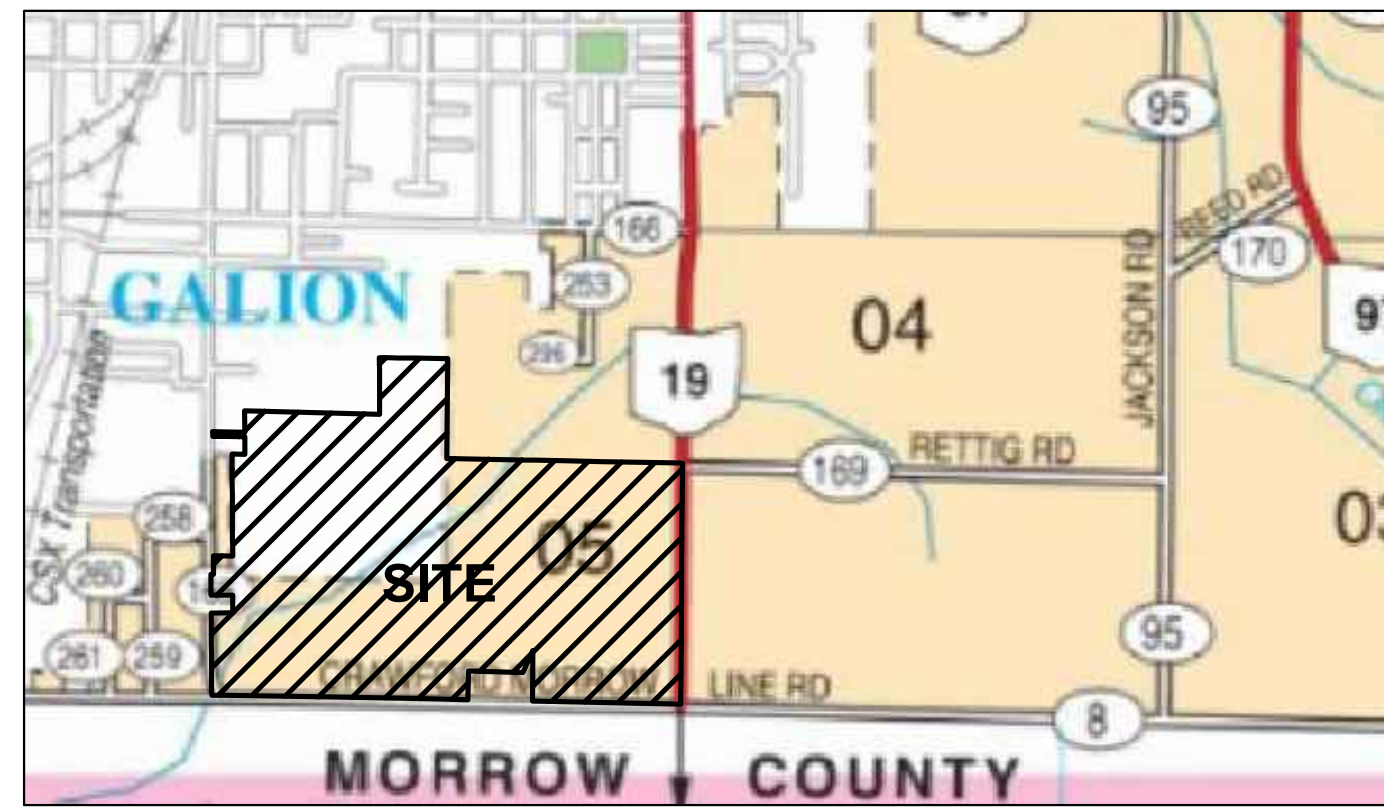 95
REED RD
166
170
253
GALION
04
JACKSON RD
296
19
CSX Transportation
RETTIG RD
169
258
05
260
SITE
95
261
259
CRAWFORD MORROW LINE RD
8
MORROW COUNTY